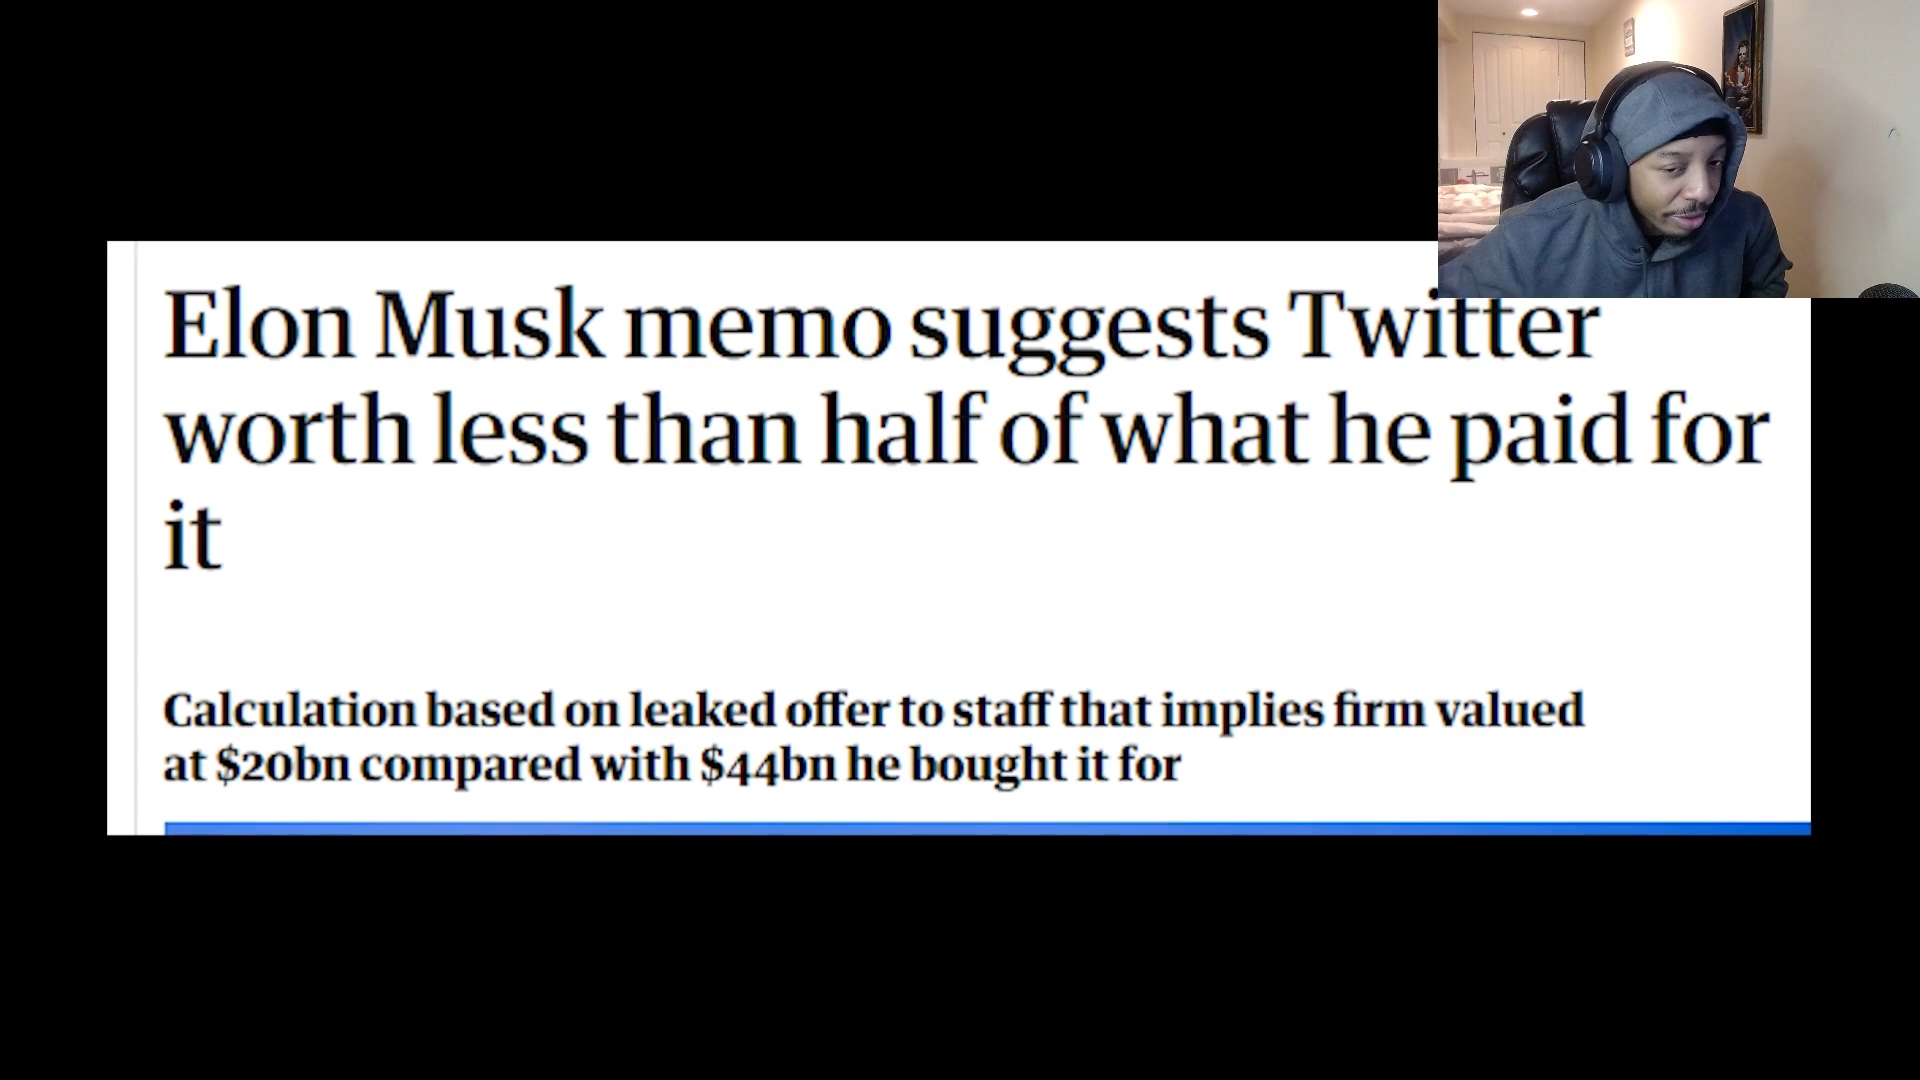 Elon Musk memo suggests Twitter
worth less than half of what he paid for
it
Calculation based on leaked offer to staff that implies firm valued
at $20bn compared with $44bn he bought it for